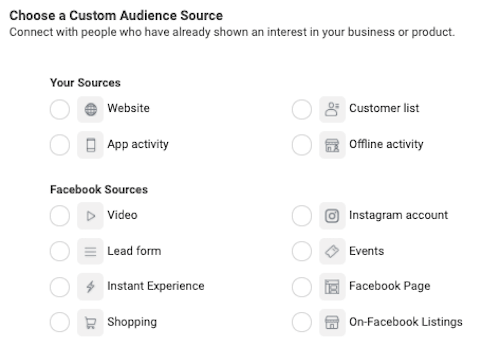 Choose a Custom Audience Source
Connect with people who have already shown an interest in your business or product.
Your Sources
Website
Customer list
App activity
Offline activity
Facebook Sources
Video
Instagram account
Lead form
Events
Instant Experience
Facebook Page
Shopping
On-Facebook Listings